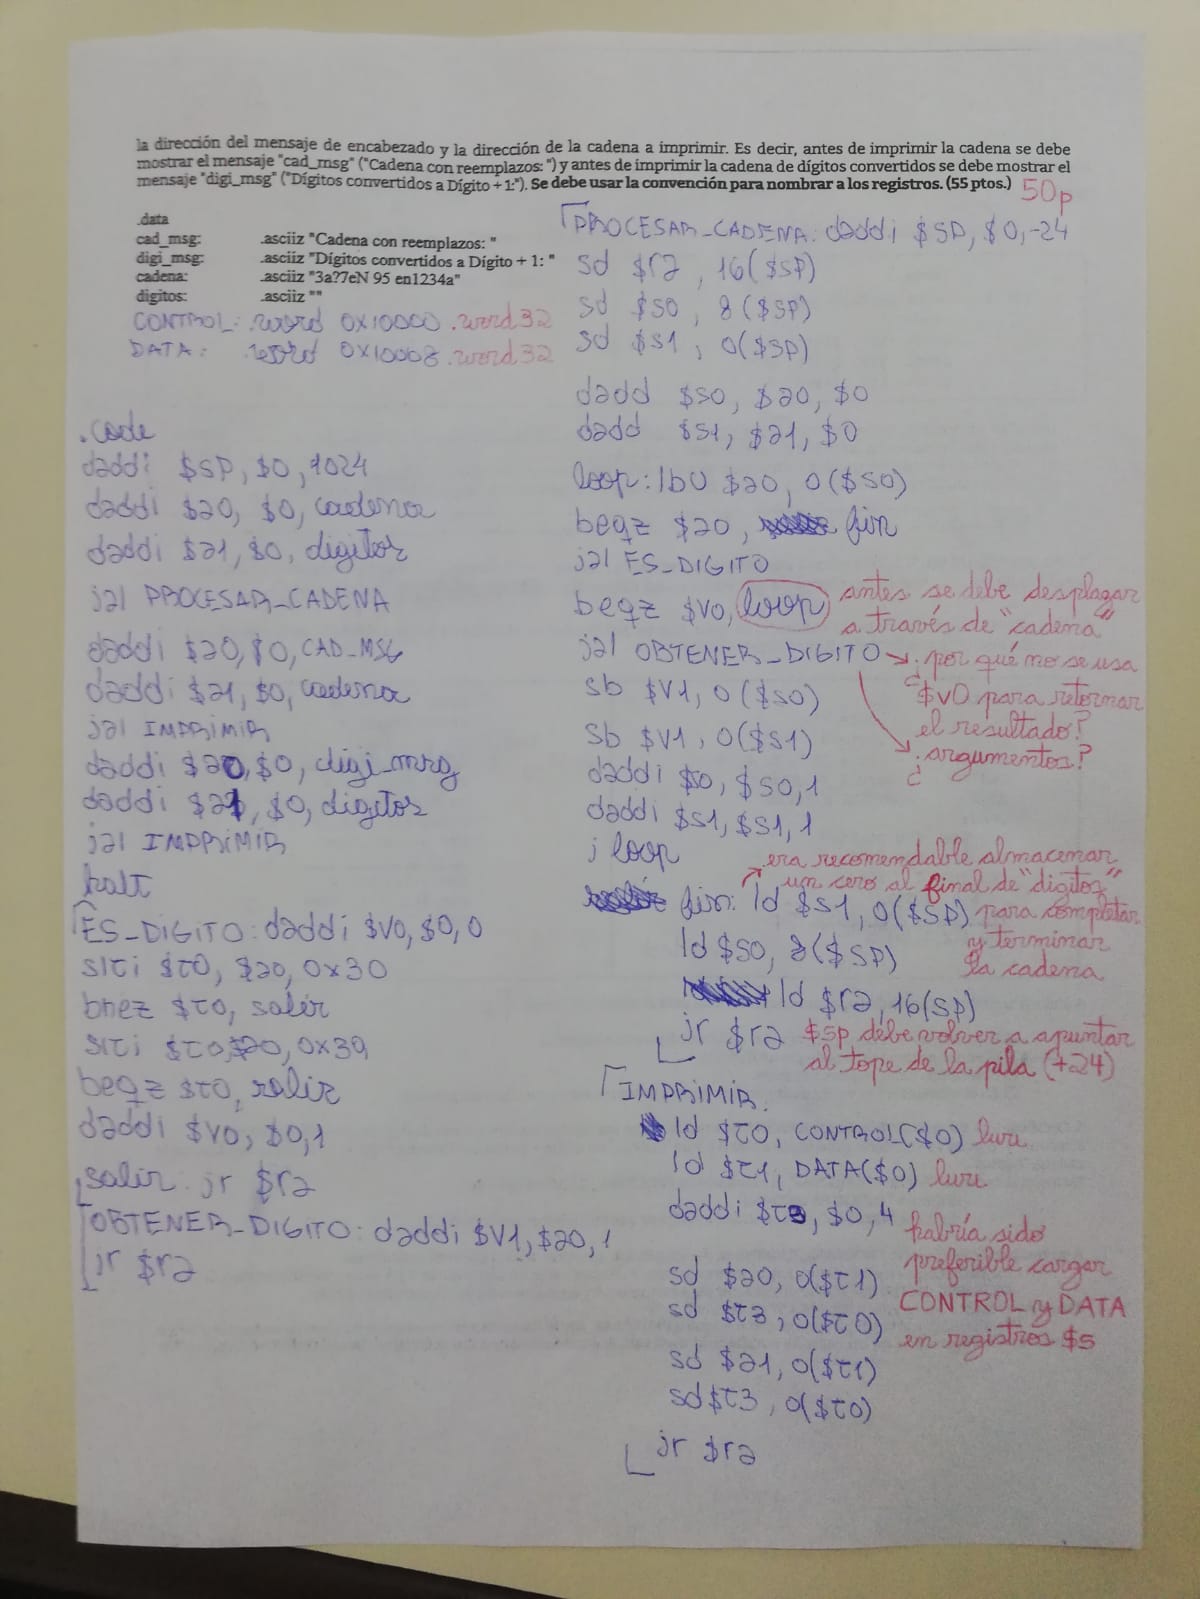 la dirección del mensaje de encabezado y la dirección de la cadena a imprimir. Es decir, antes de imprimir la cadena se debe
mostrar el mensaje "cad_msg" ("Cadena con reemplazos: ") y antes de imprimir la cadena de dígitos convertidos se debe mostrar el
mensaje "digi_msg" ("Dígitos convertidos a Dígito + 1:"). Se debe usar la convención para nombrar a los registros. (55 ptos.) 50p
.data
cad_msg: .asciiz "Cadena con reemplazos: "
digi_msg: .asciiz "Dígitos convertidos a Dígito + 1: "
cadena: .asciiz "3a?7eN 95 en1234a"
digitos: .asciiz ""
CONTROL: .word 0x10000 .word32
DATA: .word 0x10008 .word32
.code
daddi $SP, $0, 1024
daddi $a0, $0, cadena
daddi $a1, $0, digitos
jal PROCESAR_CADENA
daddi $a0, $0, CAD_MSG
daddi $a1, $0, cadena
jal IMPRIMIR
daddi $a0, $0, digi_msg
daddi $a1, $0, digitos
jal IMPRIMIR
halt
ES_DIGITO: daddi $V0, $0, 0
slti $t0, $a0, 0x30
bnez $t0, salir
slti $t0, $a0, 0x3a
beqz $t0, salir
daddi $V0, $0, 1
salir: jr $ra
OBTENER_DIGITO: daddi $V1, $a0, 1
jr $ra
PROCESAR_CADENA: daddi $SP, $0, -24
sd $ra, 16($SP)
sd $S0, 8($SP)
sd $S1, 0($SP)
dadd $S0, $a0, $0
dadd $S1, $a1, $0
loop: lbu $a0, 0($S0)
beqz $a0, fin
jal ES_DIGITO
beqz $V0, loop antes se debe desplazar
a través de "cadena"
jal OBTENER_DIGITO → ¿por qué no se usa
$v0 para retornar
el resultado?
¿argumentos?
sb $V1, 0($S0)
sb $V1, 0($S1)
daddi $S0, $S0, 1
daddi $S1, $S1, 1
j loop
era recomendable almacenar
un cero al final de "digitos"
para completar
y terminar
la cadena
fin: ld $S1, 0($SP)
ld $S0, 8($SP)
ld $ra, 16(SP)
jr $ra
$sp debe volver a apuntar
al tope de la pila (+24)
IMPRIMIR:
ld $t0, CONTROL($0) lwu
ld $t1, DATA($0) lwu
daddi $t3, $0, 4
sd $a0, 0($t1)
sd $t3, 0($t0)
sd $a1, 0($t1)
sd $t3, 0($t0)
jr $ra
habría sido
preferible cargar
CONTROL y DATA
en registros $s